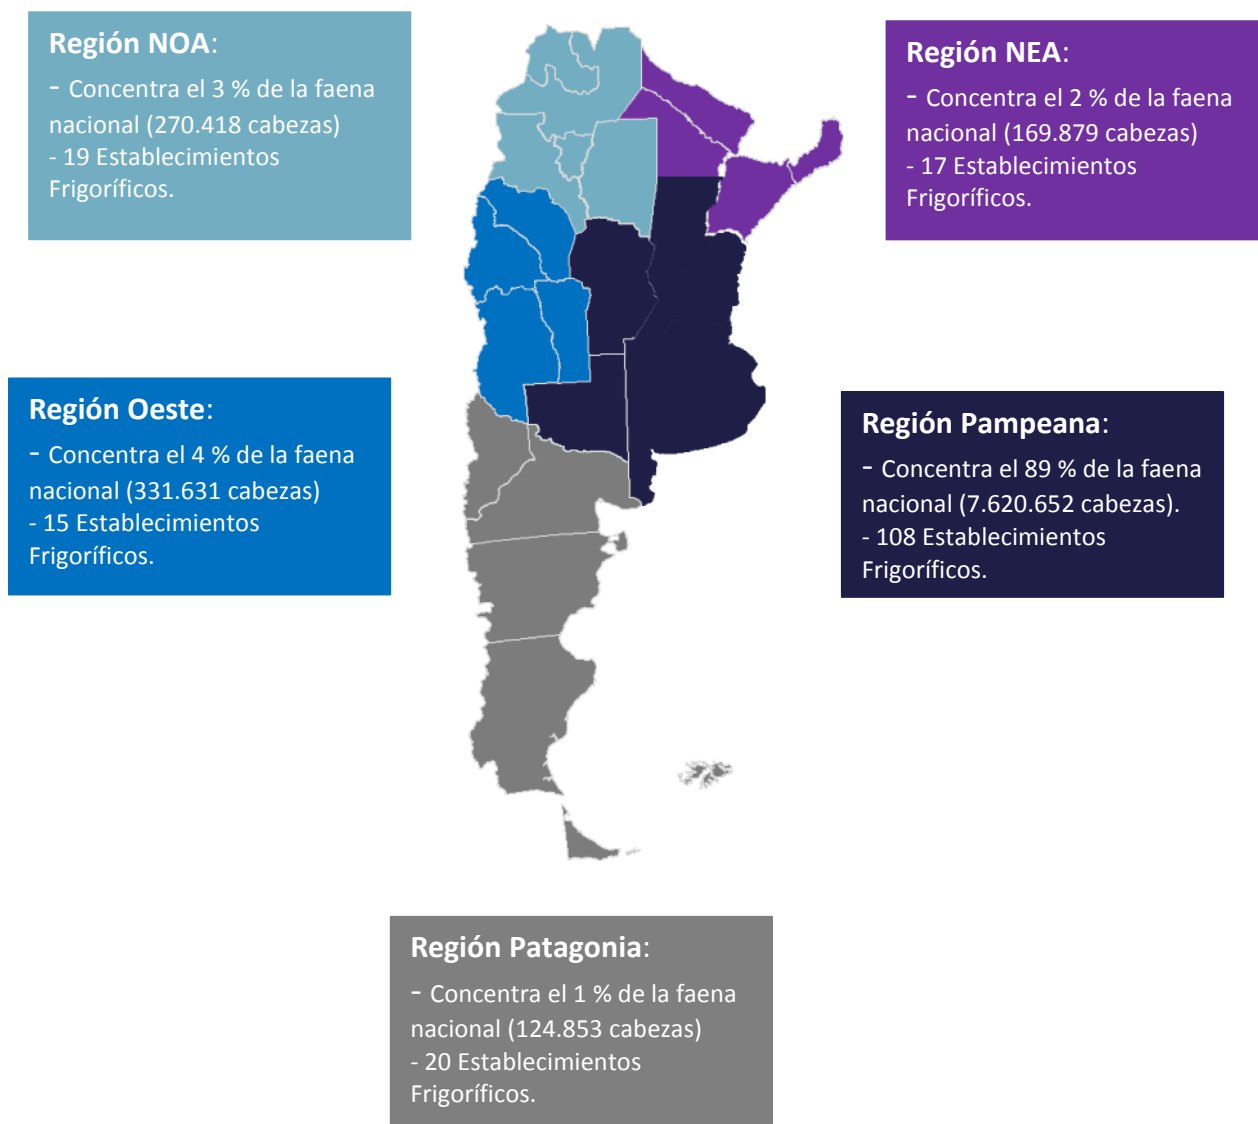 Región NOA:
- Concentra el 3 % de la faena
nacional (270.418 cabezas)
- 19 Establecimientos
Frigoríficos.
Región NEA:
- Concentra el 2 % de la faena
nacional (169.879 cabezas)
- 17 Establecimientos
Frigoríficos.
Región Oeste:
- Concentra el 4 % de la faena
nacional (331.631 cabezas)
- 15 Establecimientos
Frigoríficos.
Región Pampeana:
- Concentra el 89 % de la faena
nacional (7.620.652 cabezas).
- 108 Establecimientos
Frigoríficos.
Región Patagonia:
- Concentra el 1 % de la faena
nacional (124.853 cabezas)
- 20 Establecimientos
Frigoríficos.